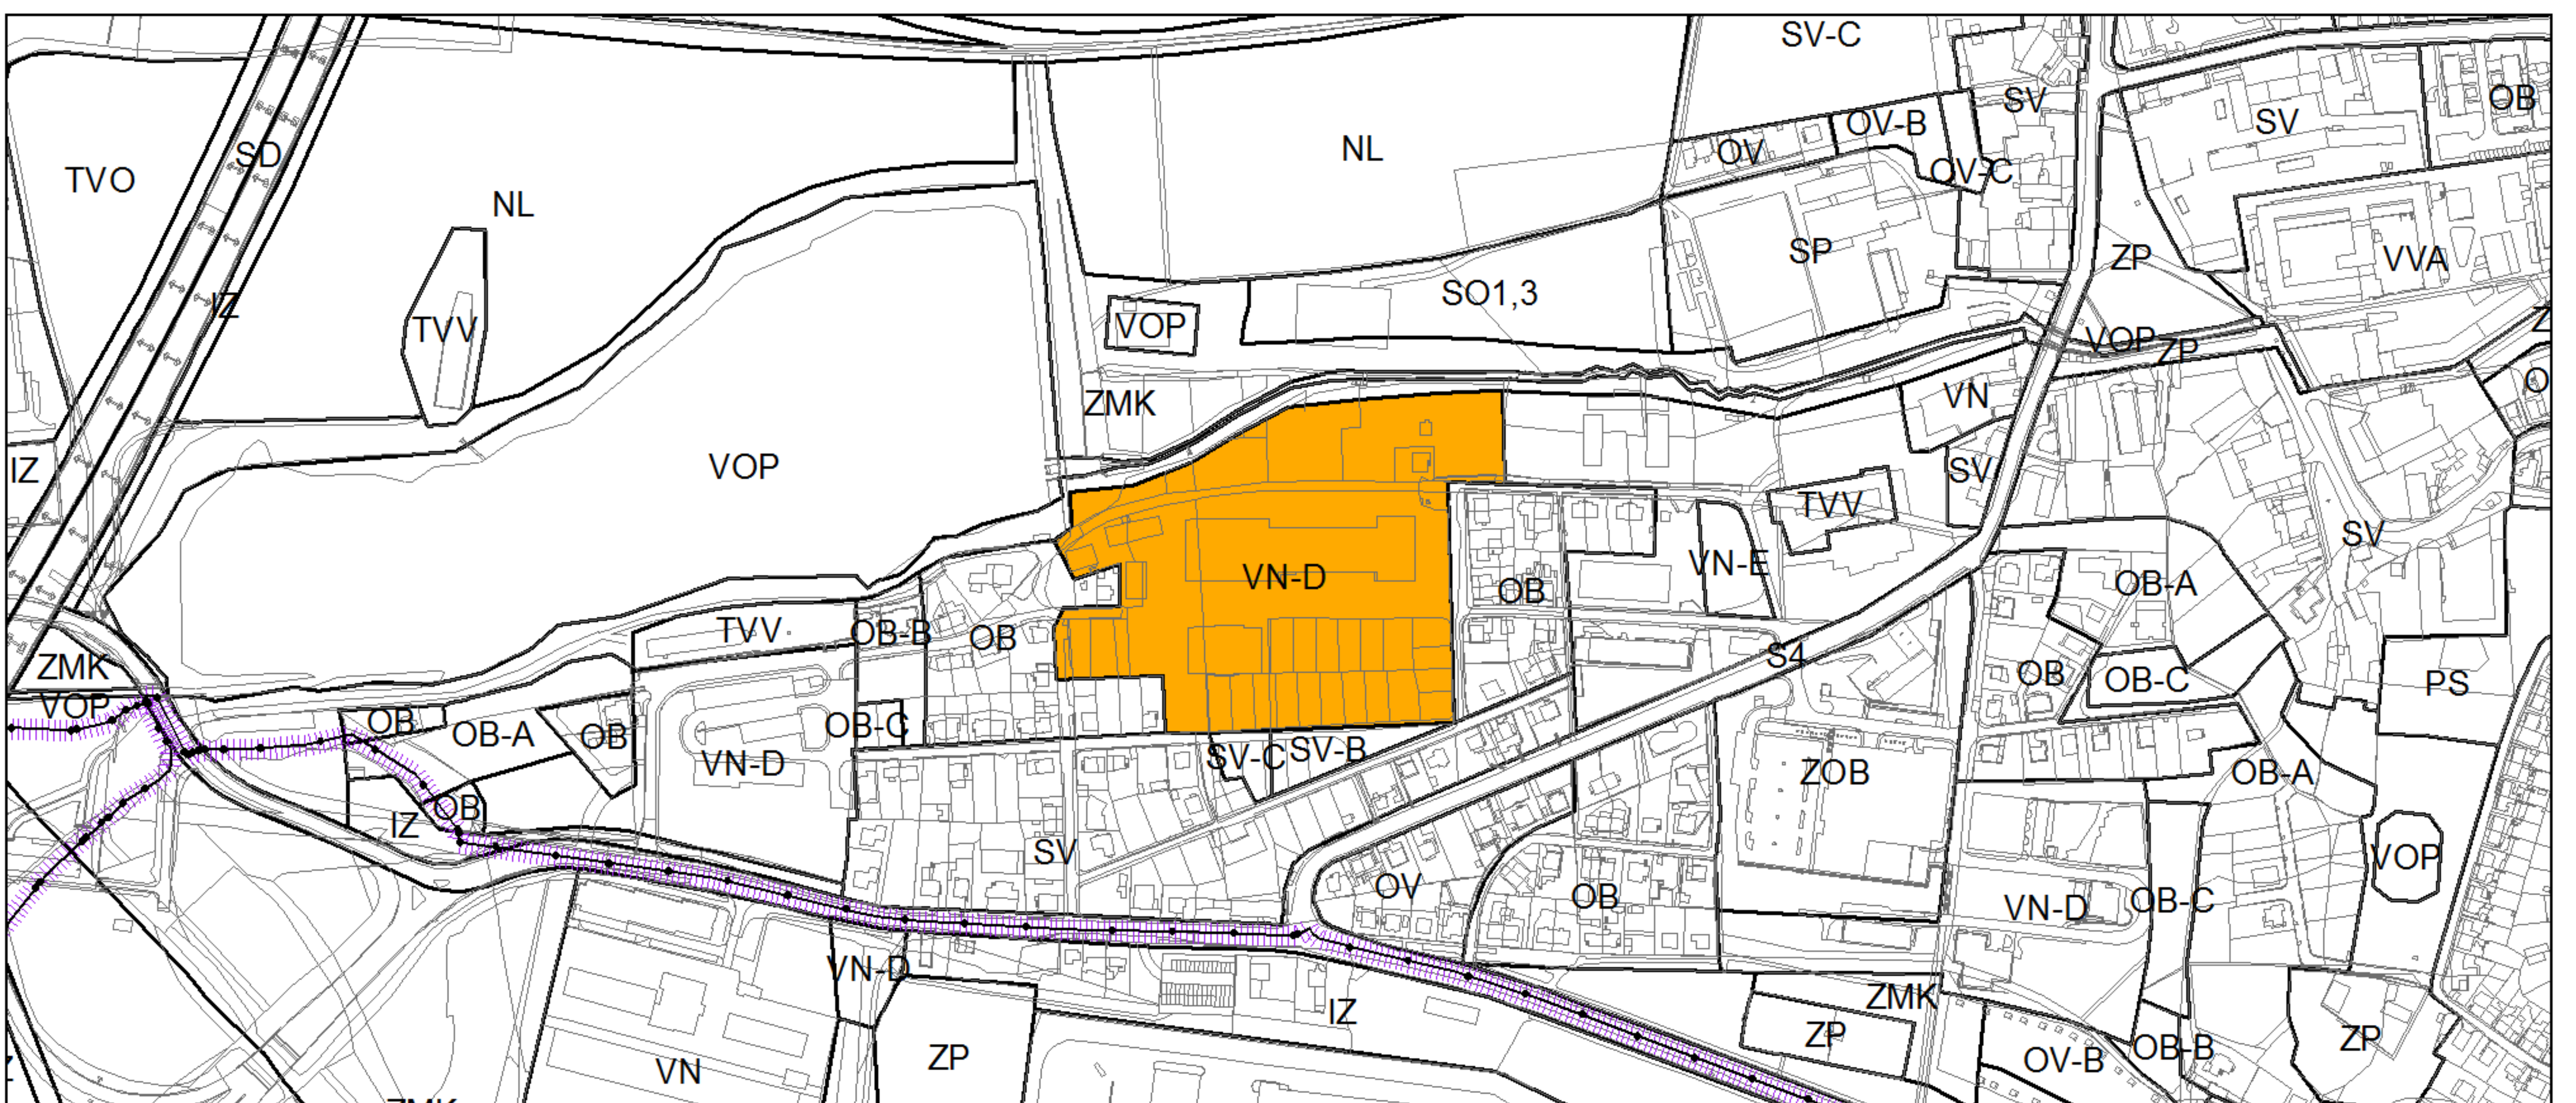 SV-C
OV-B
SV
SV
OB
SD
TVO
NL
NL
OV
OV-C
SP
ZP
VVA
IZ
TVV
SO1,3
VOP
VOP
ZP
ZMK
VN
IZ
VOP
SV
TVV
SV
VN-D
VN-E
OB
OB-A
TVV
OB-B
OB
S4
ZMK
OB
OB-C
PS
VOP
OB
OB-A
OB
OB-C
VN-D
SV-C
SV-B
ZOB
OB-A
OB
IZ
SV
OV
OB
VOP
VN-D
OB-C
VN-D
ZMK
IZ
ZP
ZP
ZP
VN
OV-B
OB-B